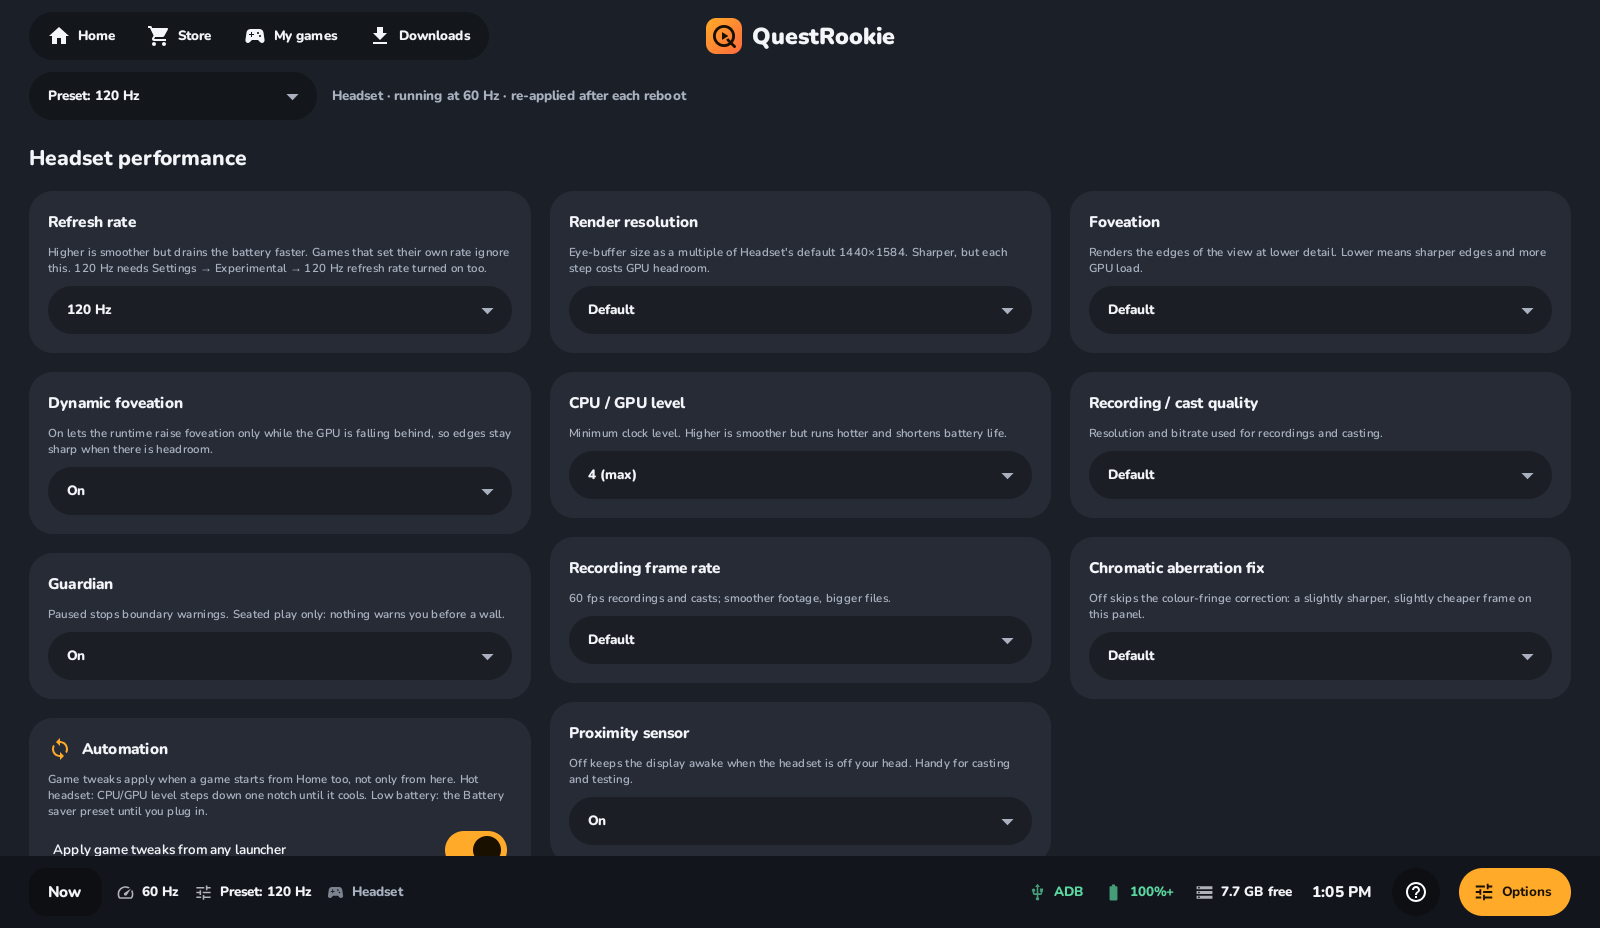 Home
Store
My games
Downloads
QuestRookie
Preset: 120 Hz
Headset · running at 60 Hz · re-applied after each reboot
Headset performance
Refresh rate
Higher is smoother but drains the battery faster. Games that set their own rate ignore
this. 120 Hz needs Settings → Experimental → 120 Hz refresh rate turned on too.
120 Hz
Render resolution
Eye-buffer size as a multiple of Headset's default 1440×1584. Sharper, but each
step costs GPU headroom.
Default
Foveation
Renders the edges of the view at lower detail. Lower means sharper edges and more
GPU load.
Default
Dynamic foveation
On lets the runtime raise foveation only while the GPU is falling behind, so edges stay
sharp when there is headroom.
On
CPU / GPU level
Minimum clock level. Higher is smoother but runs hotter and shortens battery life.
4 (max)
Recording / cast quality
Resolution and bitrate used for recordings and casting.
Default
Guardian
Paused stops boundary warnings. Seated play only: nothing warns you before a wall.
On
Recording frame rate
60 fps recordings and casts; smoother footage, bigger files.
Default
Chromatic aberration fix
Off skips the colour-fringe correction: a slightly sharper, slightly cheaper frame on
this panel.
Default
Automation
Game tweaks apply when a game starts from Home too, not only from here. Hot
headset: CPU/GPU level steps down one notch until it cools. Low battery: the Battery
saver preset until you plug in.
Apply game tweaks from any launcher
Proximity sensor
Off keeps the display awake when the headset is off your head. Handy for casting
and testing.
On
Now
60 Hz
Preset: 120 Hz
Headset
ADB
100%+
7.7 GB free
1:05 PM
Options